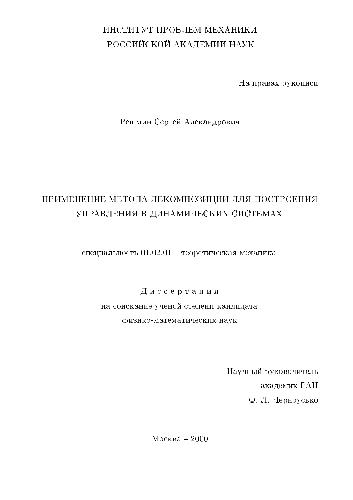 ИНСТИТУТ ПРОБЛЕМ МЕХАНИКИ
РОССИЙСКОЙ АКАДЕМИИ НАУК
На правах рукописи
Сергей Александрович
ПРИМЕНЕНИЕ МЕТОДА ДЕКОМПОЗИЦИИ ДЛЯ ПОСТРОЕНИЯ
УПРАВЛЕНИЯ В ДИНАМИЧЕСКИХ СИСТЕМАХ
специальность 01.02.01 – теоретическая механика
Диссертация
на соискание ученой степени кандидата
физико-математических наук
Научный руководитель
академик РАН
Ф. Л. Черноусько
Москва – 2000